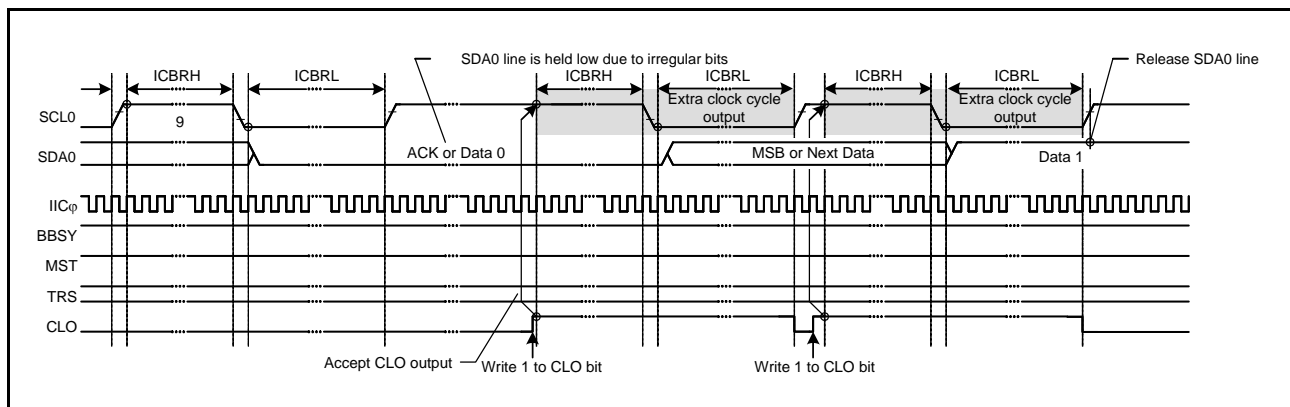 SDA0 line is held low due to irregular bits
Release SDA0 line
ICBRH
ICBRL
ICBRH
ICBRL
ICBRH
ICBRL
SCL0
9
Extra clock cycle
output
Extra clock cycle
output
SDA0
ACK or Data 0
MSB or Next Data
Data 1
IICφ
BBSY
MST
TRS
CLO
Accept CLO output
Write 1 to CLO bit
Write 1 to CLO bit